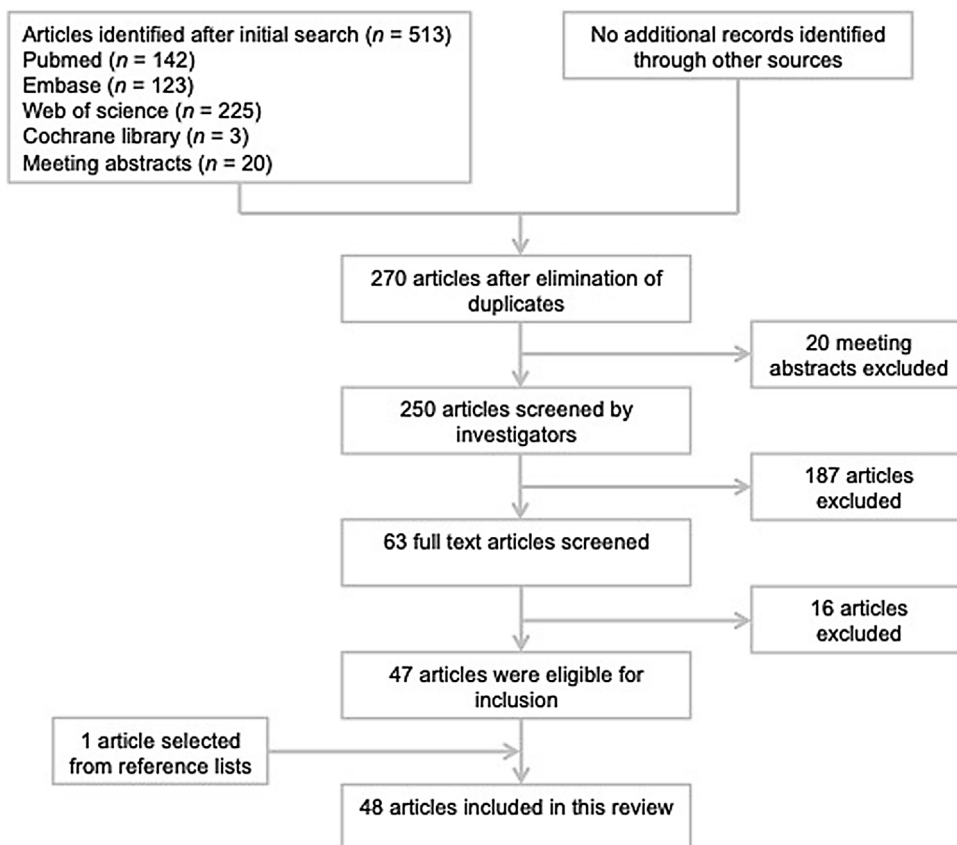 Articles identified after initial search (n = 513)
Pubmed (n = 142)
Embase (n = 123)
Web of science (n = 225)
Cochrane library (n = 3)
Meeting abstracts (n = 20)
No additional records identified
through other sources
270 articles after elimination of
duplicates
20 meeting
abstracts excluded
250 articles screened by
investigators
187 articles
excluded
63 full text articles screened
16 articles
excluded
47 articles were eligible for
inclusion
1 article selected
from reference lists
48 articles included in this review